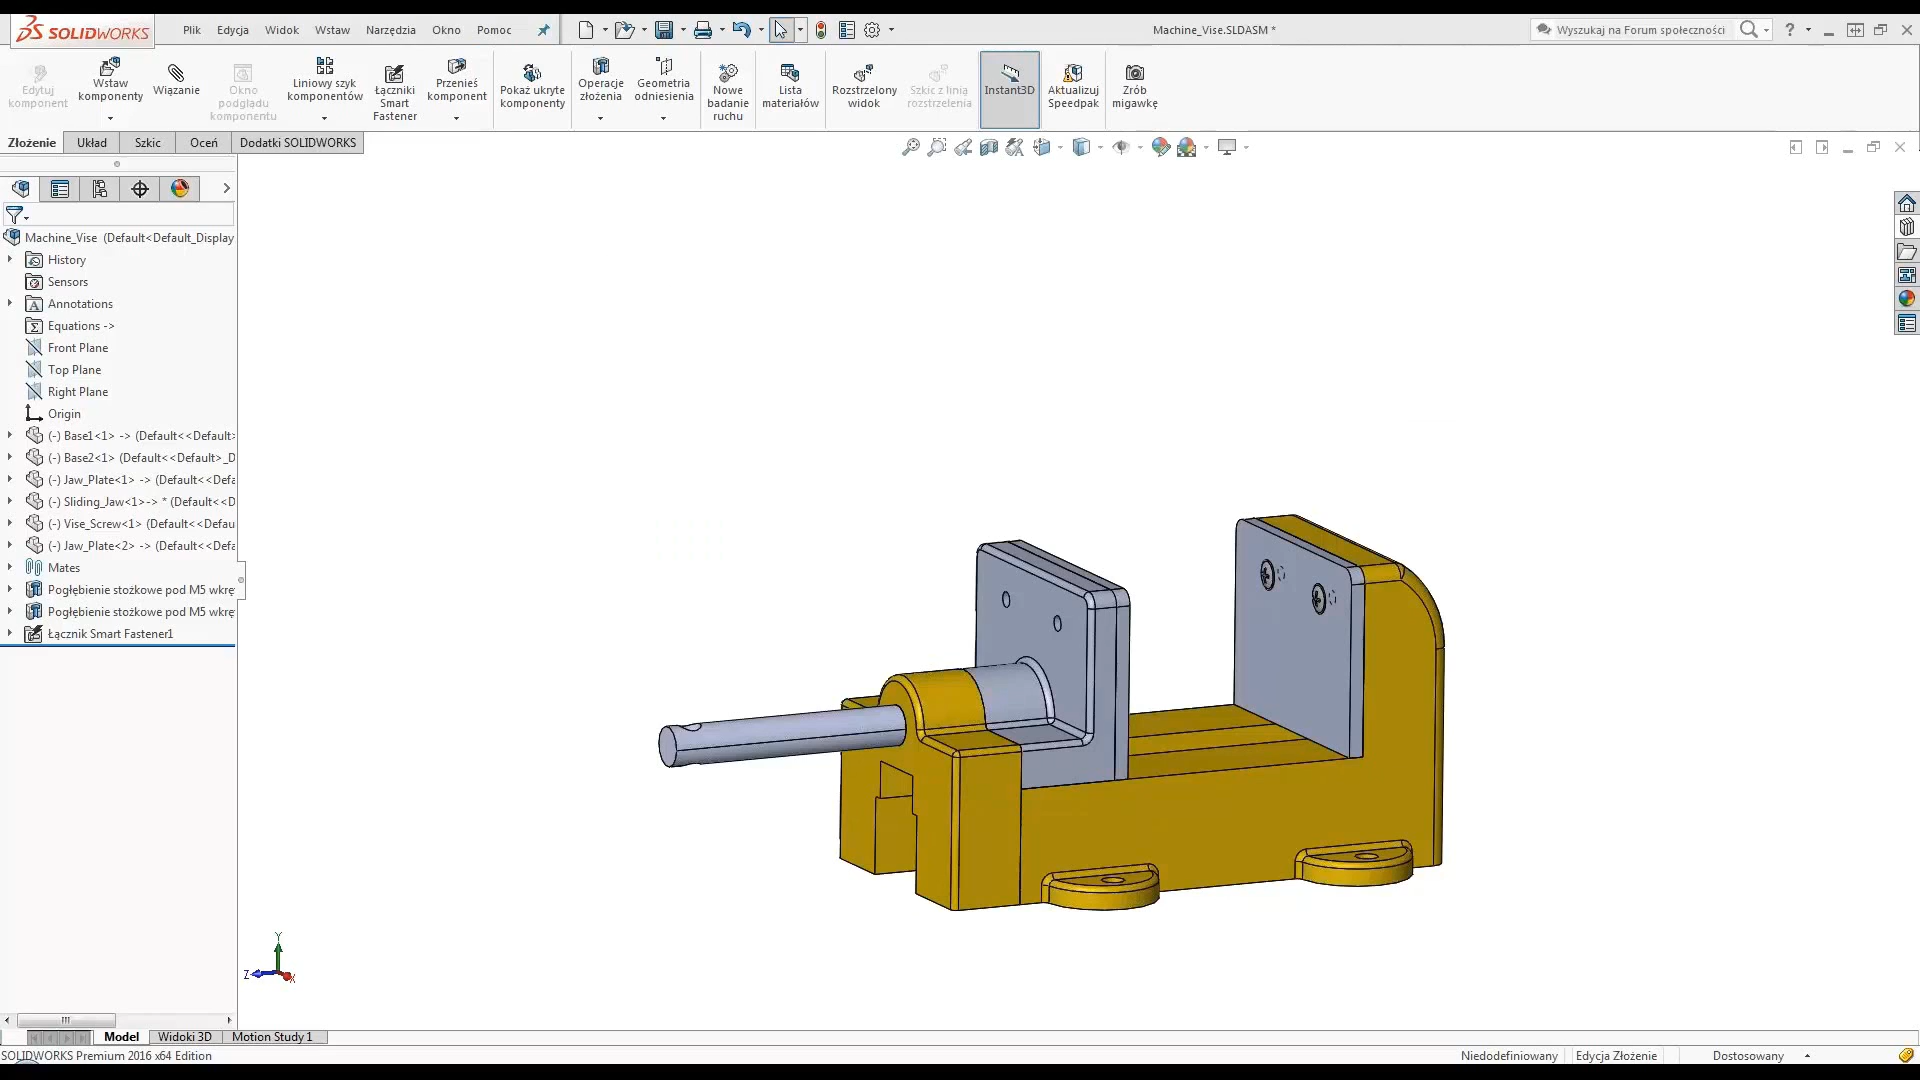 SOLIDWORKS
Plik Edycja Widok Wstaw Narzędzia Okno Pomoc
Machine_Vise.SLDASM *
Wyszukaj na Forum społeczności
Edytuj komponent
Wstaw komponenty
Wiązanie
Okno podglądu komponentu
Liniowy szyk komponentów
Łączniki Smart Fastener
Przenieś komponent
Pokaż ukryte komponenty
Operacje złożenia
Geometria odniesienia
Nowe badanie ruchu
Lista materiałów
Rozstrzelony widok
Szkic z linią rozstrzelenia
Instant3D
Aktualizuj Speedpak
Zrób migawkę
Złożenie Układ Szkic Oceń Dodatki SOLIDWORKS
Machine_Vise (Default<Default_Display
History
Sensors
Annotations
Equations ->
Front Plane
Top Plane
Right Plane
Origin
(-) Base1<1> -> (Default<<Default>
(-) Base2<1> (Default<<Default>_D
(-) Jaw_Plate<1> -> (Default<<Defa
(-) Sliding_Jaw<1>-> * (Default<<D
(-) Vise_Screw<1> (Default<<Defau
(-) Jaw_Plate<2> -> (Default<<Defa
Mates
Pogłębienie stożkowe pod M5 wkrę
Pogłębienie stożkowe pod M5 wkrę
Łącznik Smart Fastener1
Y
Z
X
Model Widoki 3D Motion Study 1
SOLIDWORKS Premium 2016 x64 Edition
Niedodefiniowany Edycja Złożenie Dostosowany